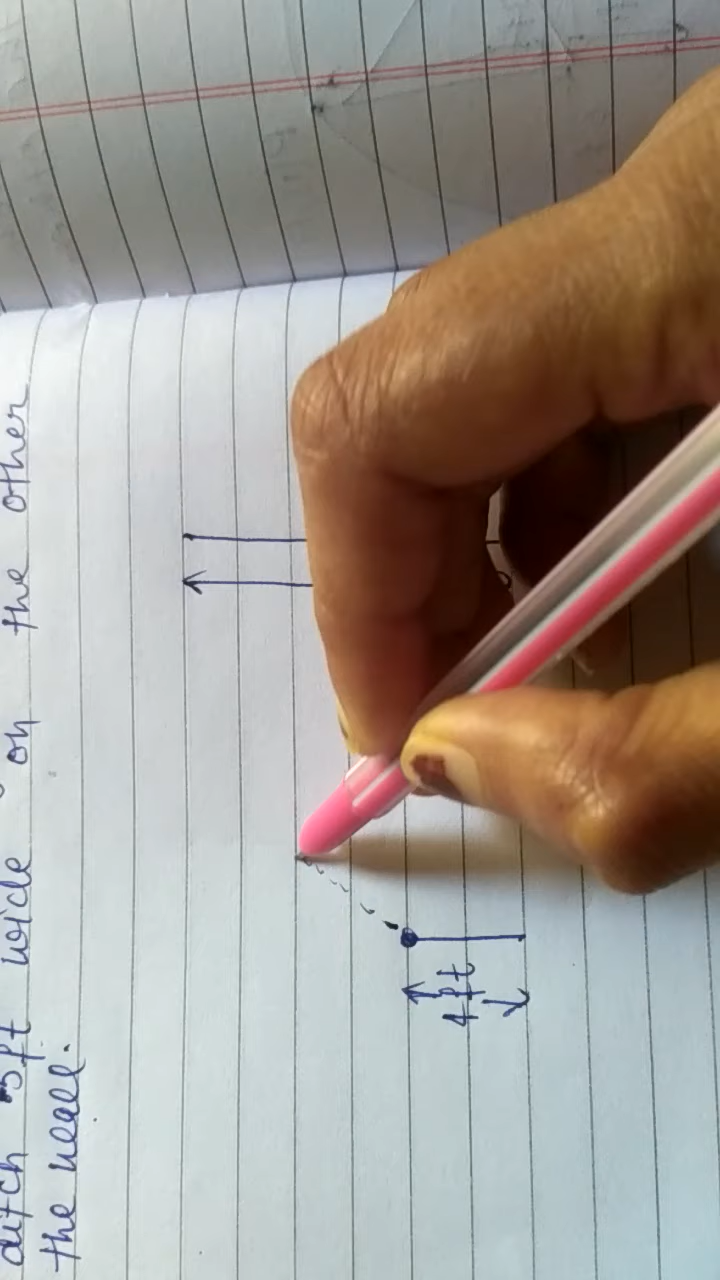 ditch 5ft wide on the other
the wall.
4ft